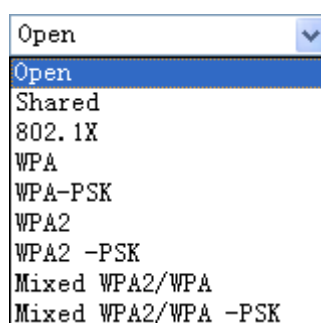 Open
Open
Shared
802.1X
WPA
WPA-PSK
WPA2
WPA2 -PSK
Mixed WPA2/WPA
Mixed WPA2/WPA -PSK